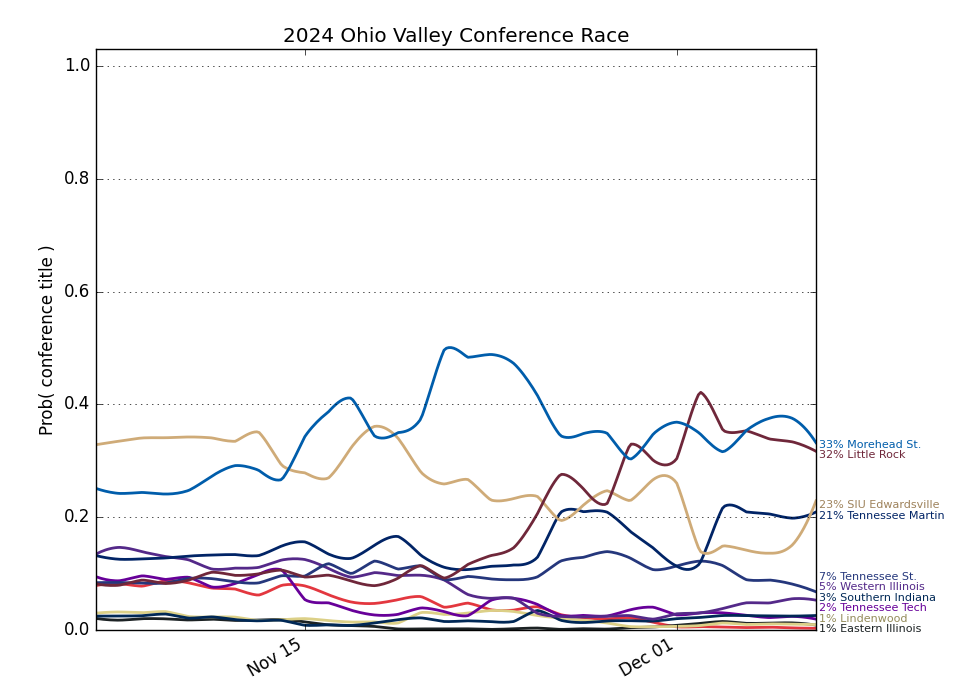 2024 Ohio Valley Conference Race
Prob( conference title )
1.0
0.8
0.6
0.4
0.2
0.0
Nov 15
Dec 01
33% Morehead St.
32% Little Rock
23% SIU Edwardsville
21% Tennessee Martin
7% Tennessee St.
5% Western Illinois
3% Southern Indiana
2% Tennessee Tech
1% Lindenwood
1% Eastern Illinois